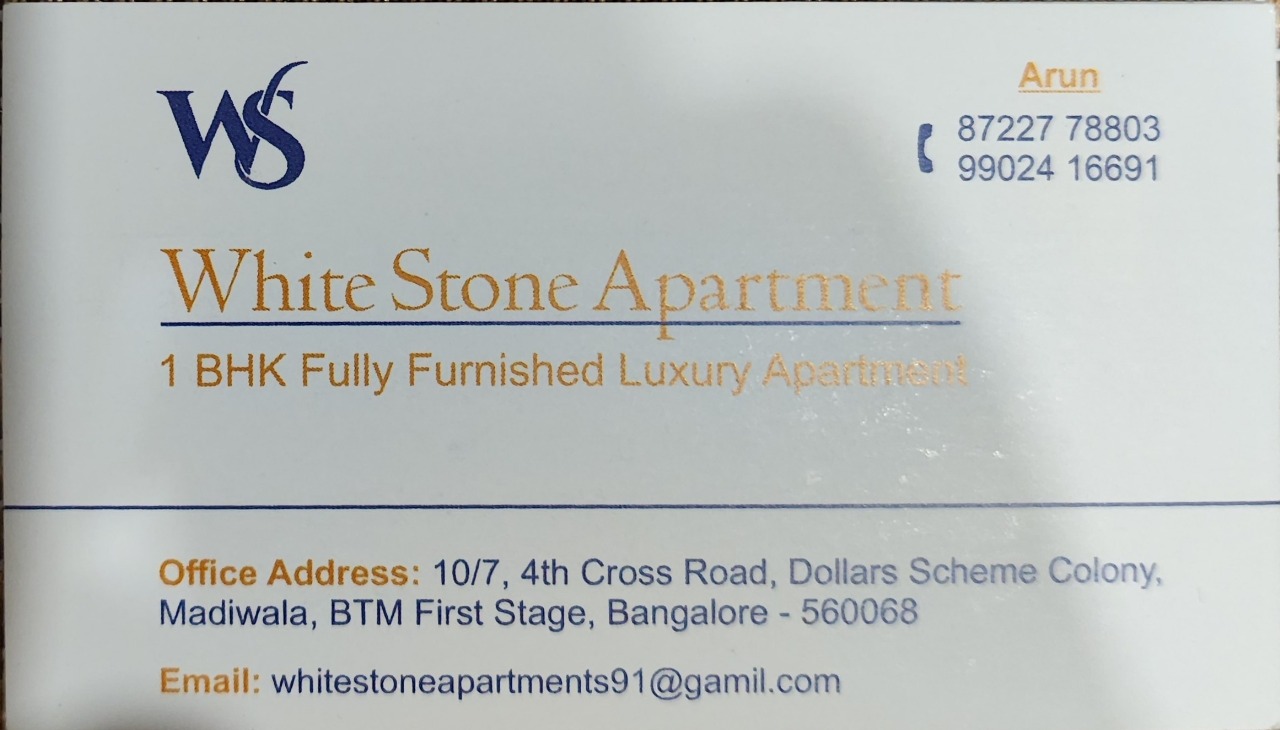 WS
Arun
87227 78803
99024 16691
White Stone Apartment
1 BHK Fully Furnished Luxury Apartment
Office Address: 10/7, 4th Cross Road, Dollars Scheme Colony,
Madiwala, BTM First Stage, Bangalore - 560068
Email: whitestoneapartments91@gamil.com